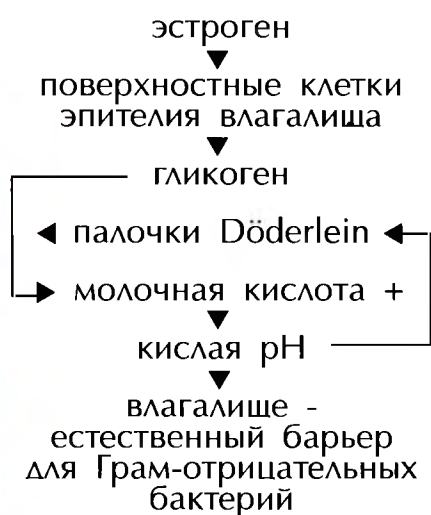 эстроген
поверхностные клетки
эпителия влагалища
гликоген
палочки Döderlein
молочная кислота +
кислая pH
влагалище -
естественный барьер
для Грам-отрицательных
бактерий